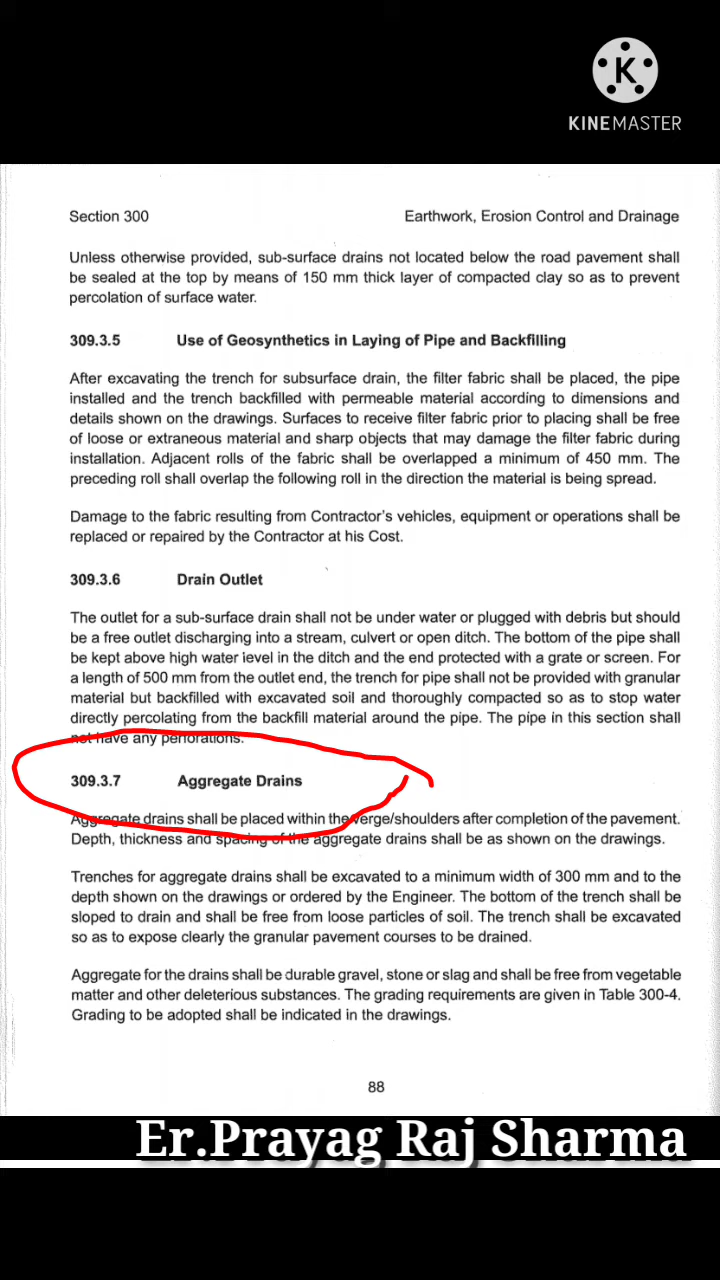 K
KINEMASTER
Section 300 Earthwork, Erosion Control and Drainage
Unless otherwise provided, sub-surface drains not located below the road pavement shall
be sealed at the top by means of 150 mm thick layer of compacted clay so as to prevent
percolation of surface water.
309.3.5 Use of Geosynthetics in Laying of Pipe and Backfilling
After excavating the trench for subsurface drain, the filter fabric shall be placed, the pipe
installed and the trench backfilled with permeable material according to dimensions and
details shown on the drawings. Surfaces to receive filter fabric prior to placing shall be free
of loose or extraneous material and sharp objects that may damage the filter fabric during
installation. Adjacent rolls of the fabric shall be overlapped a minimum of 450 mm. The
preceding roll shall overlap the following roll in the direction the material is being spread.
Damage to the fabric resulting from Contractor's vehicles, equipment or operations shall be
replaced or repaired by the Contractor at his Cost.
309.3.6 Drain Outlet
The outlet for a sub-surface drain shall not be under water or plugged with debris but should
be a free outlet discharging into a stream, culvert or open ditch. The bottom of the pipe shall
be kept above high water level in the ditch and the end protected with a grate or screen. For
a length of 500 mm from the outlet end, the trench for pipe shall not be provided with granular
material but backfilled with excavated soil and thoroughly compacted so as to stop water
directly percolating from the backfill material around the pipe. The pipe in this section shall
not have any perforations.
309.3.7 Aggregate Drains
Aggregate drains shall be placed within the verge/shoulders after completion of the pavement.
Depth, thickness and spacing of the aggregate drains shall be as shown on the drawings.
Trenches for aggregate drains shall be excavated to a minimum width of 300 mm and to the
depth shown on the drawings or ordered by the Engineer. The bottom of the trench shall be
sloped to drain and shall be free from loose particles of soil. The trench shall be excavated
so as to expose clearly the granular pavement courses to be drained.
Aggregate for the drains shall be durable gravel, stone or slag and shall be free from vegetable
matter and other deleterious substances. The grading requirements are given in Table 300-4.
Grading to be adopted shall be indicated in the drawings.
88
Er.Prayag Raj Sharma